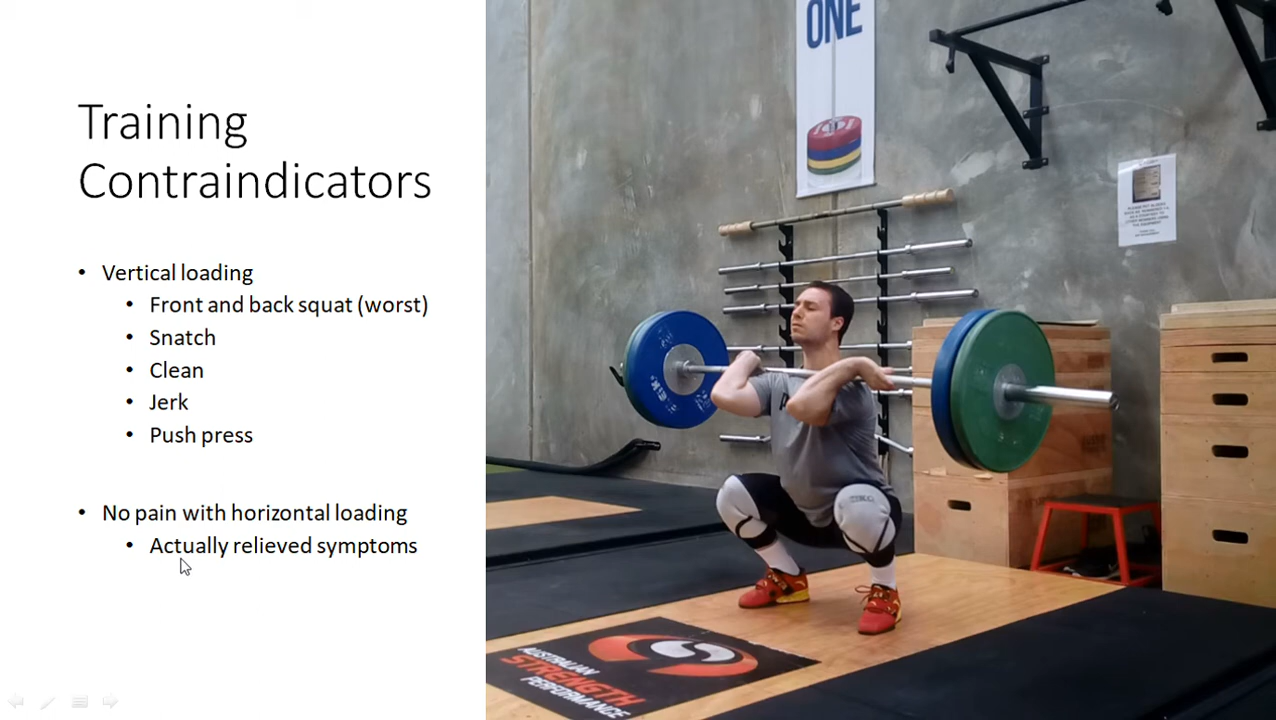 Training
Contraindicators
• Vertical loading
• Front and back squat (worst)
• Snatch
• Clean
• Jerk
• Push press
• No pain with horizontal loading
• Actually relieved symptoms
ONE
AUSTRALIAN
STRENGTH
PERFORMANCE